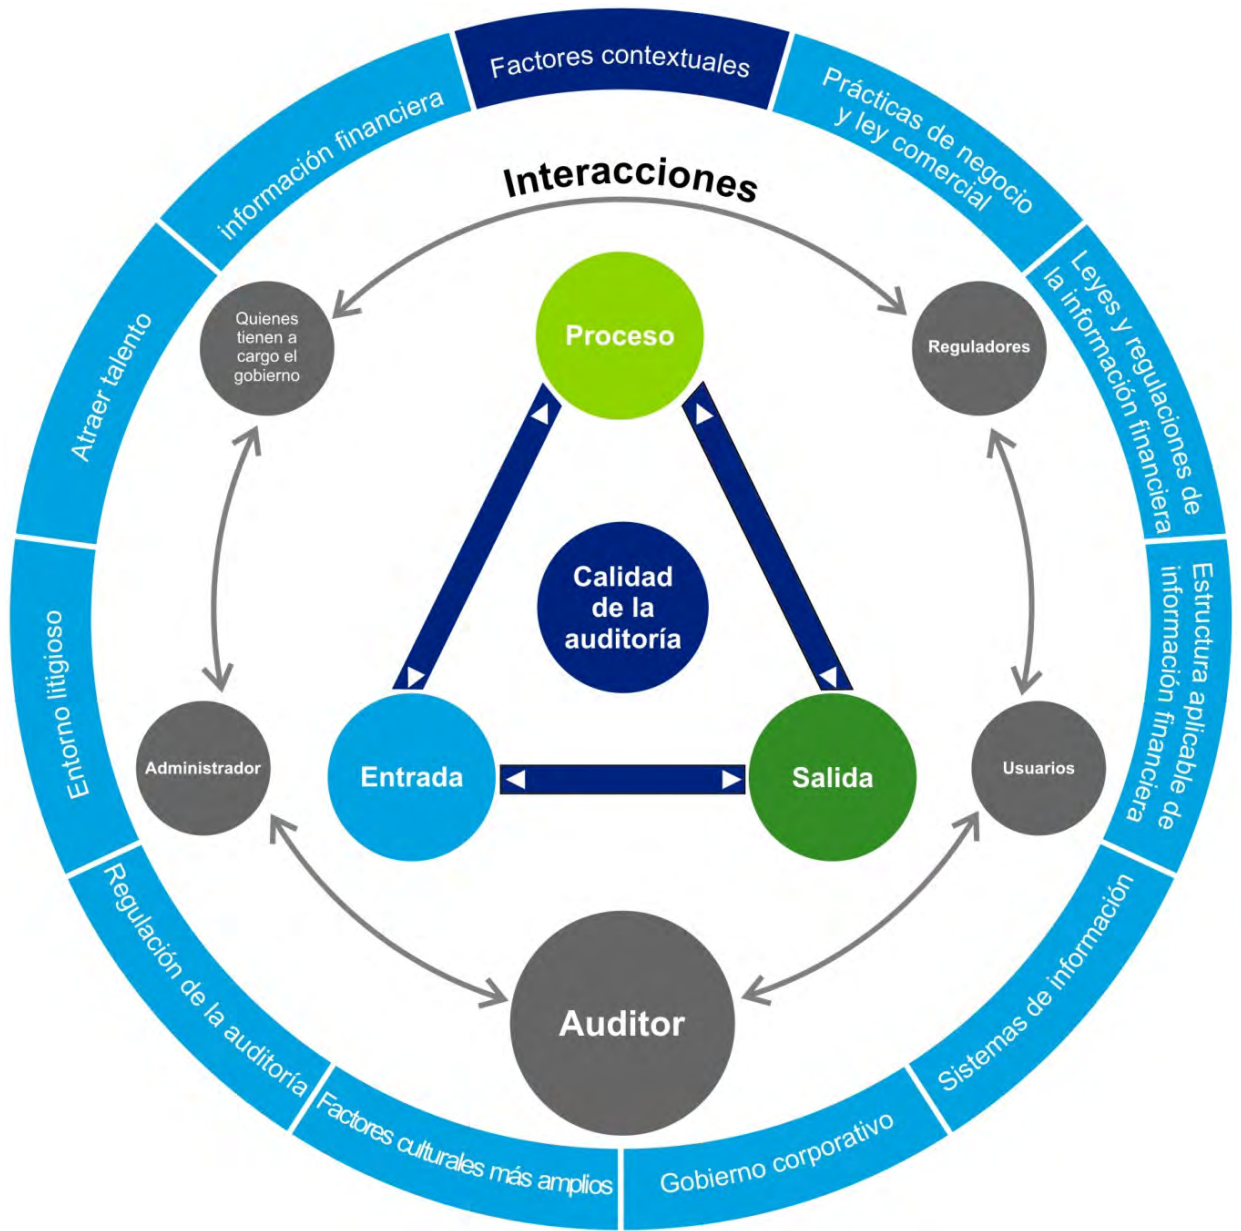 Factores contextuales
Prácticas de negocio
y ley comercial
Leyes y regulaciones de
la información financiera
Estructura aplicable de
información financiera
Sistemas de información
Gobierno corporativo
Factores culturales más amplios
Regulación de la auditoría
Entorno litigioso
Atraer talento
información financiera
Interacciones
Quienes
tienen a
cargo el
gobierno
Reguladores
Usuarios
Auditor
Administrador
Proceso
Calidad
de la
auditoría
Entrada
Salida